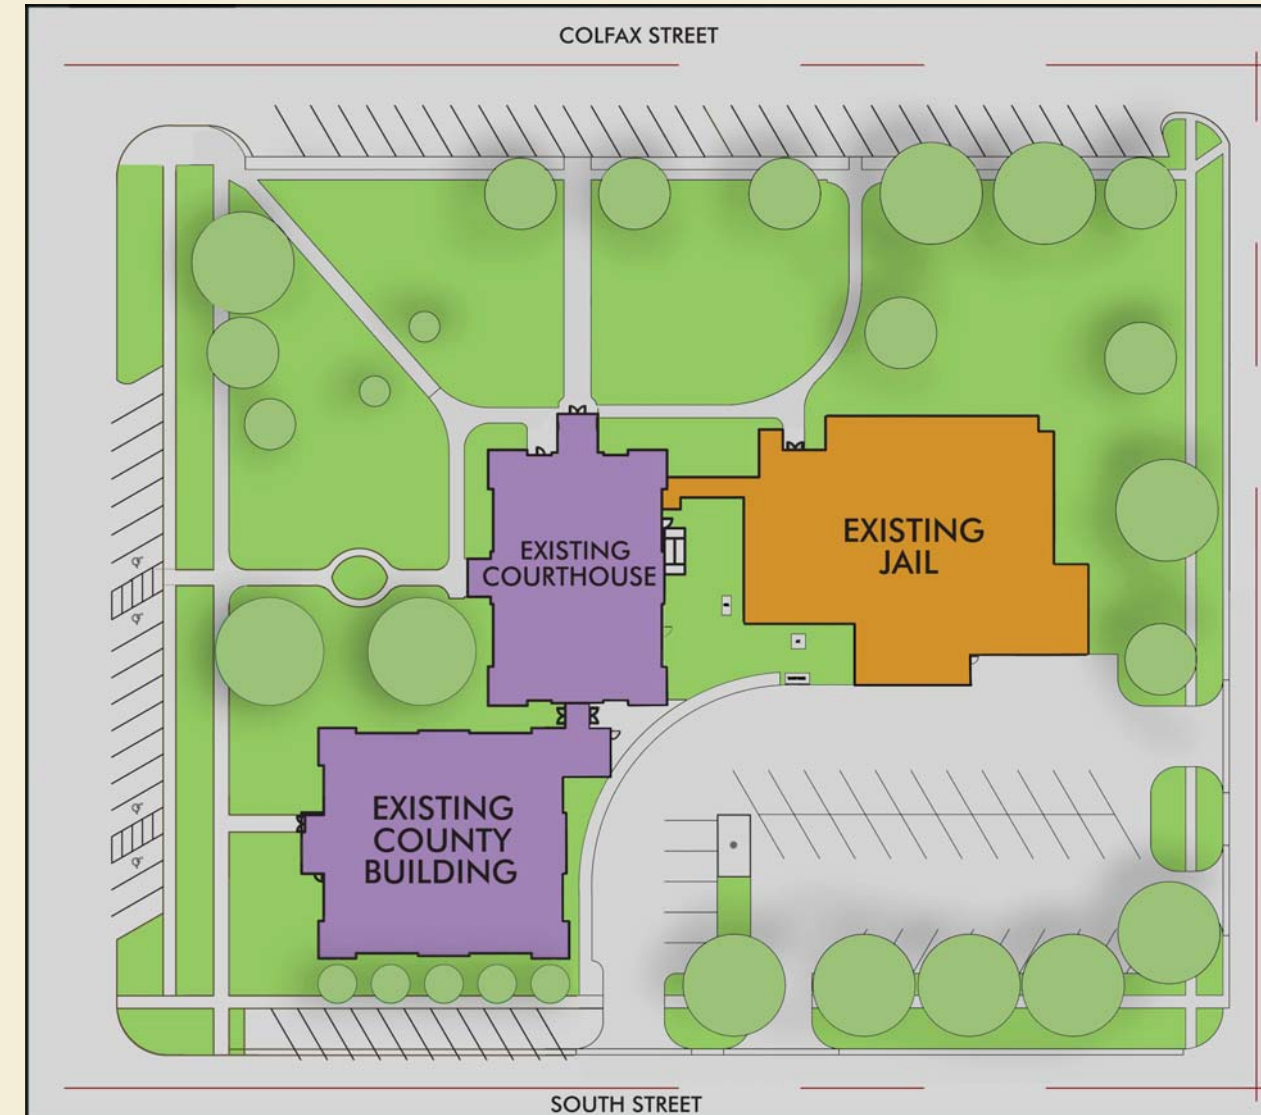 COLFAX STREET
EXISTING
COURTHOUSE
EXISTING
JAIL
EXISTING
COUNTY
BUILDING
SOUTH STREET